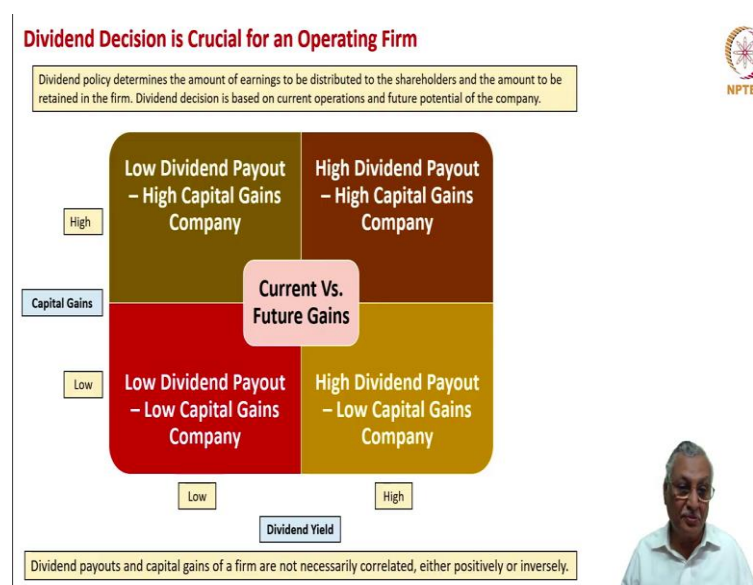 Dividend Decision is Crucial for an Operating Firm
Dividend policy determines the amount of earnings to be distributed to the shareholders and the amount to be
retained in the firm. Dividend decision is based on current operations and future potential of the company.
Low Dividend Payout
– High Capital Gains
Company
High Dividend Payout
– High Capital Gains
Company
High
Current Vs.
Future Gains
Capital Gains
Low
Low Dividend Payout
– Low Capital Gains
Company
High Dividend Payout
– Low Capital Gains
Company
Low
High
Dividend Yield
Dividend payouts and capital gains of a firm are not necessarily correlated, either positively or inversely.